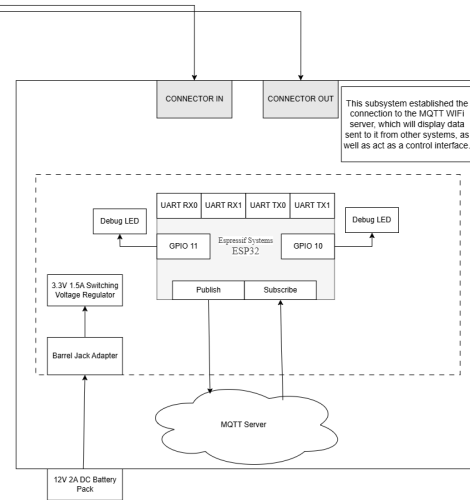 CONNECTOR IN
CONNECTOR OUT
This subsystem established the
connection to the MQTT WIFi
server, which will display data
sent to it from other systems, as
well as act as a control interface.
UART RX0
UART RX1
UART TX0
UART TX1
Debug LED
GPIO 11
Espressif Systems
ESP32
GPIO 10
Debug LED
3.3V 1.5A Switching
Voltage Regulator
Publish
Subscribe
Barrel Jack Adapter
MQTT Server
12V 2A DC Battery
Pack